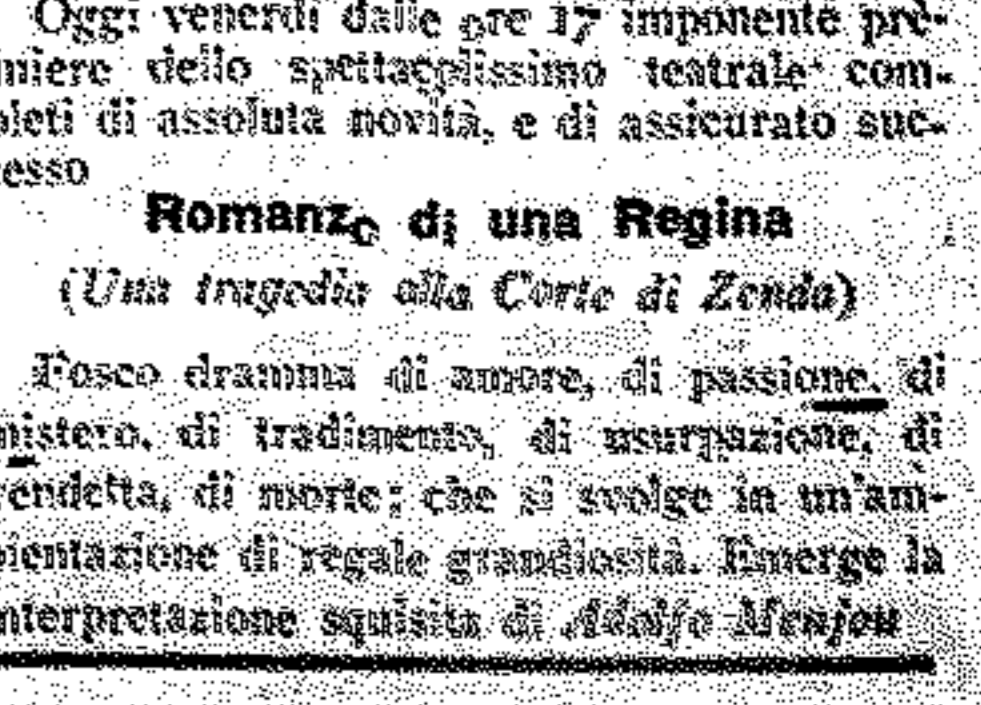 Oggi venerdì dalle ore 17 imponente prè-
miere dello spettacolissimo teatrale com-
pleti di assoluta novità, e di assicurato suc-
cesso
Romanzo di una Regina
(Una tragedia alla Corte di Zenda)
Fosco dramma di amore, di passione, di
mistero, di tradimento, di usurpazione, di
vendetta, di morte; che si svolge in un'am-
bientazione di regale grandiosità. Emerge la
interpretazione squisita di Adolfo Menjou